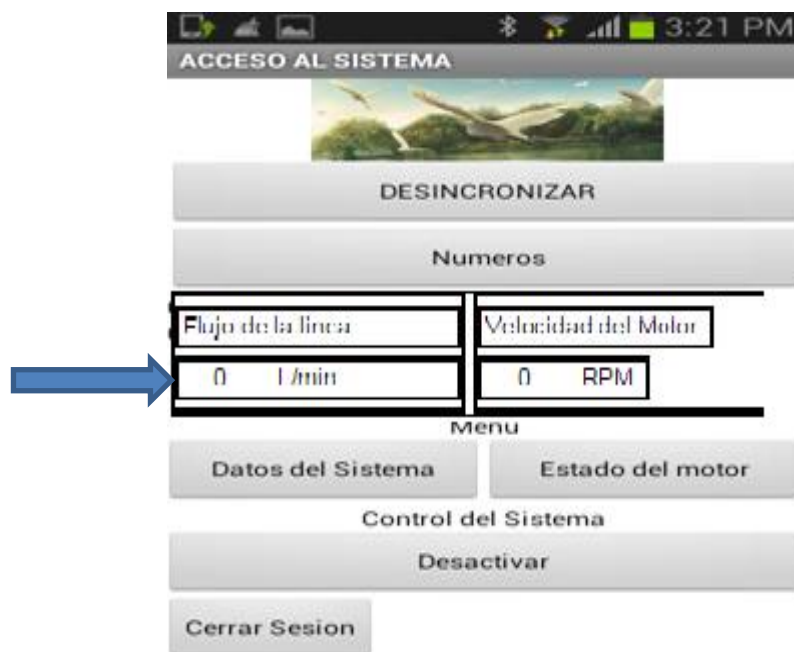 3:21 PM
ACCESO AL SISTEMA
DESINCRONIZAR
Numeros
Flujo de la linea Velocidad del Motor
0 L/min 0 RPM
Menu
Datos del Sistema Estado del motor
Control del Sistema
Desactivar
Cerrar Sesion